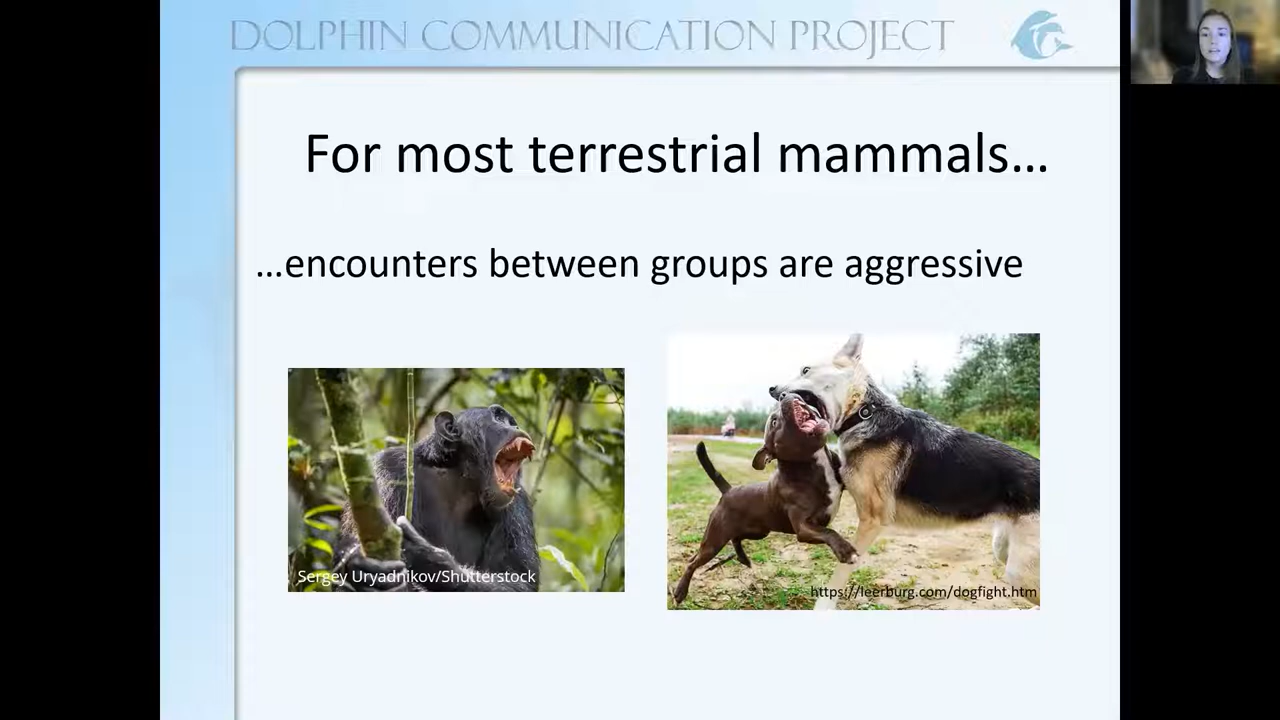 DOLPHIN COMMUNICATION PROJECT
For most terrestrial mammals…
…encounters between groups are aggressive
Sergey Uryadnikov/Shutterstock
https://leerburg.com/dogfight.htm